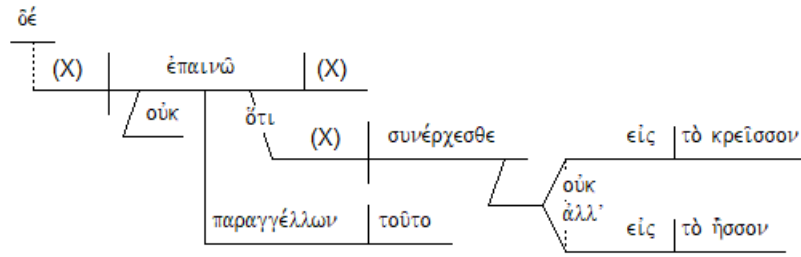 δέ
(X) ἐπαινῶ (X)
οὐκ ὅτι (X) συνέρχεσθε εἰς τὸ κρεῖσσον
οὐκ
παραγγέλλων τοῦτο ἀλλ’ εἰς τὸ ἧσσον